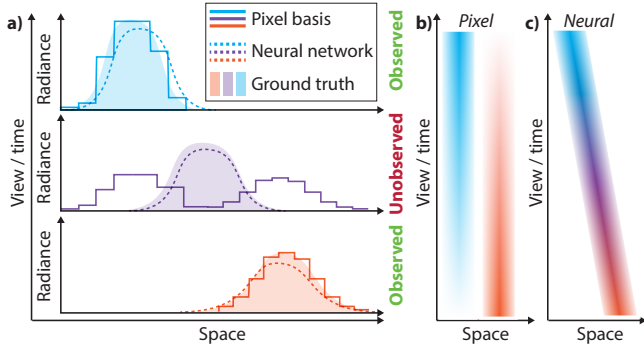 a)
View / time
Radiance
Pixel basis
Neural network
Ground truth
Observed
Radiance
Unobserved
Radiance
Observed
Space
b)
Pixel
View / time
Space
c)
Neural
View / time
Space